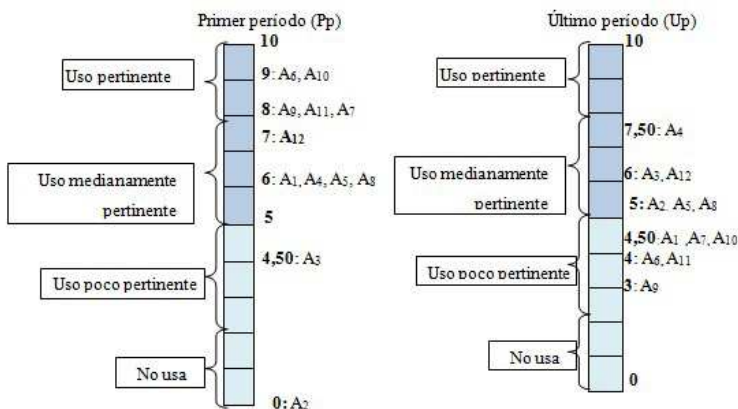 Primer período (Pp)
10
Uso pertinente
9: A6, A10
8: A9, A11, A7
7: A12
Uso medianamente
pertinente
6: A1, A4, A5, A8
5
4,50: A3
Uso poco pertinente
No usa
0: A2
Último período (Up)
10
Uso pertinente
7,50: A4
Uso medianamente
pertinente
6: A3, A12
5: A2 A5, A8
4,50:A1 ,A7, A10
4: A6, A11
Uso poco pertinente
3: A9
No usa
0